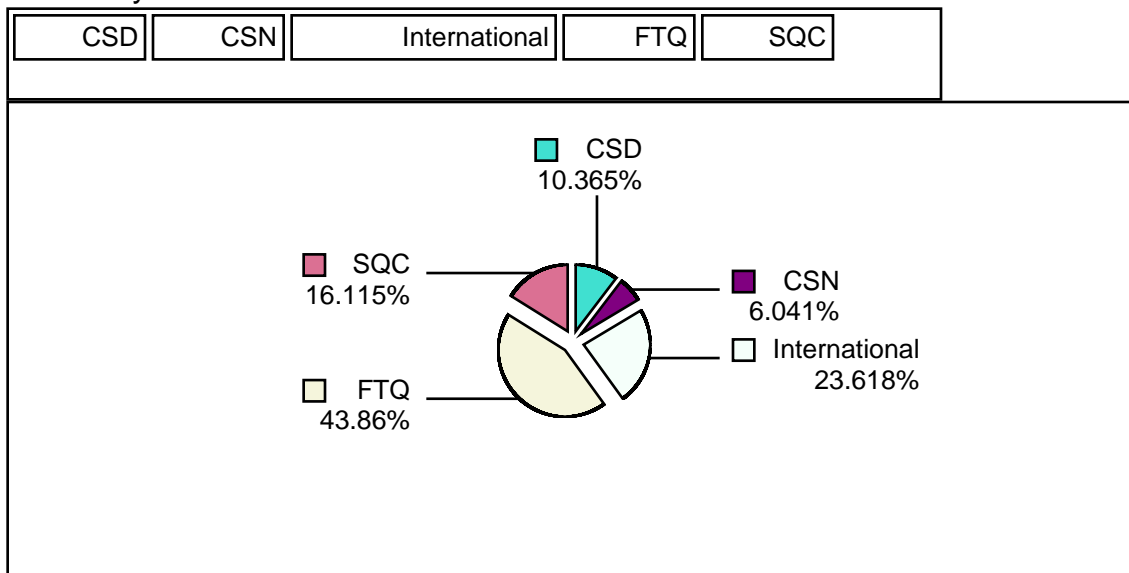 CSD CSN International FTQ SQC
CSD
10.365%
SQC
16.115%
CSN
6.041%
International
23.618%
FTQ
43.86%